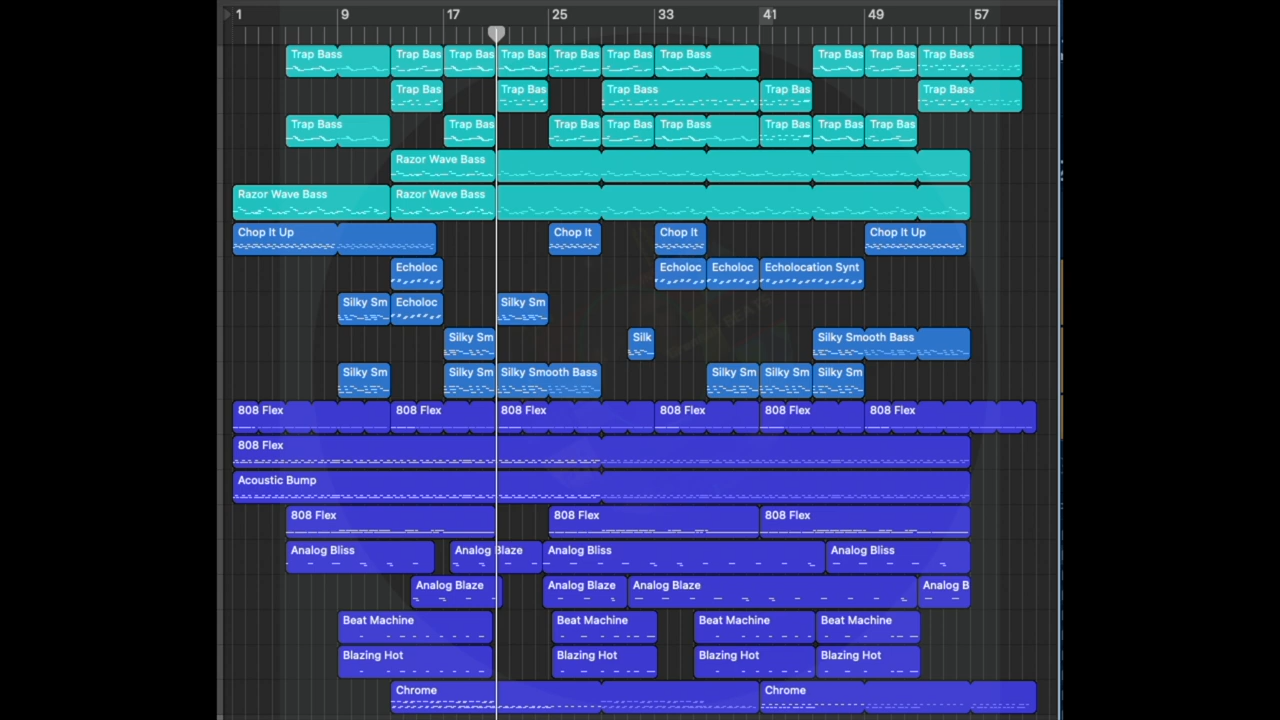 1 9 17 25 33 41 49 57
Trap Bass Trap Bas Trap Bas Trap Bas Trap Bas Trap Bas Trap Bass Trap Bas Trap Bas Trap Bass
Trap Bas Trap Bas Trap Bass Trap Bas Trap Bass
Trap Bass Trap Bas Trap Bas Trap Bas Trap Bass Trap Bas Trap Bas Trap Bas
Razor Wave Bass
Razor Wave Bass Razor Wave Bass
Chop It Up Chop It Chop It Chop It Up
Echoloc Echoloc Echoloc Echolocation Synt
Silky Sm Echoloc Silky Sm
Silky Sm Silk Silky Smooth Bass
Silky Sm Silky Sm Silky Smooth Bass Silky Sm Silky Sm Silky Sm
808 Flex 808 Flex 808 Flex 808 Flex 808 Flex 808 Flex
808 Flex
Acoustic Bump
808 Flex 808 Flex 808 Flex
Analog Bliss Analog Blaze Analog Bliss Analog Bliss
Analog Blaze Analog Blaze Analog Blaze Analog B
Beat Machine Beat Machine Beat Machine Beat Machine
Blazing Hot Blazing Hot Blazing Hot Blazing Hot
Chrome Chrome